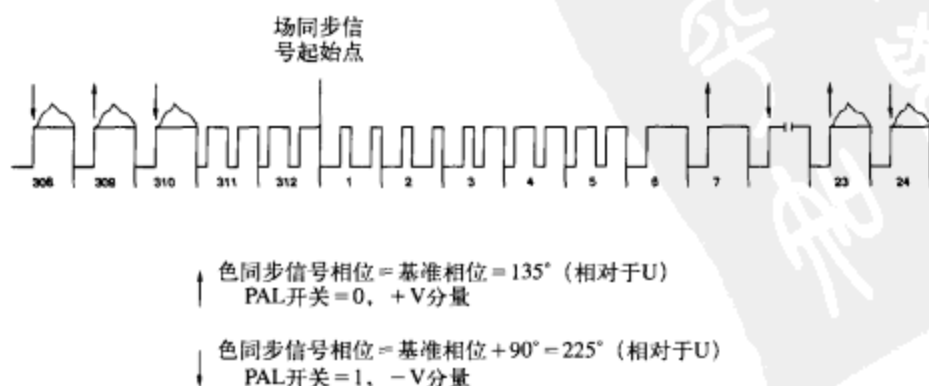 场同步信
号起始点
308 309 310 311 312 1 2 3 4 5 6 7 23 24
色同步信号相位=基准相位=135°（相对于U）
PAL开关=0，+V分量
色同步信号相位=基准相位+90°=225°（相对于U）
PAL开关=1，-V分量